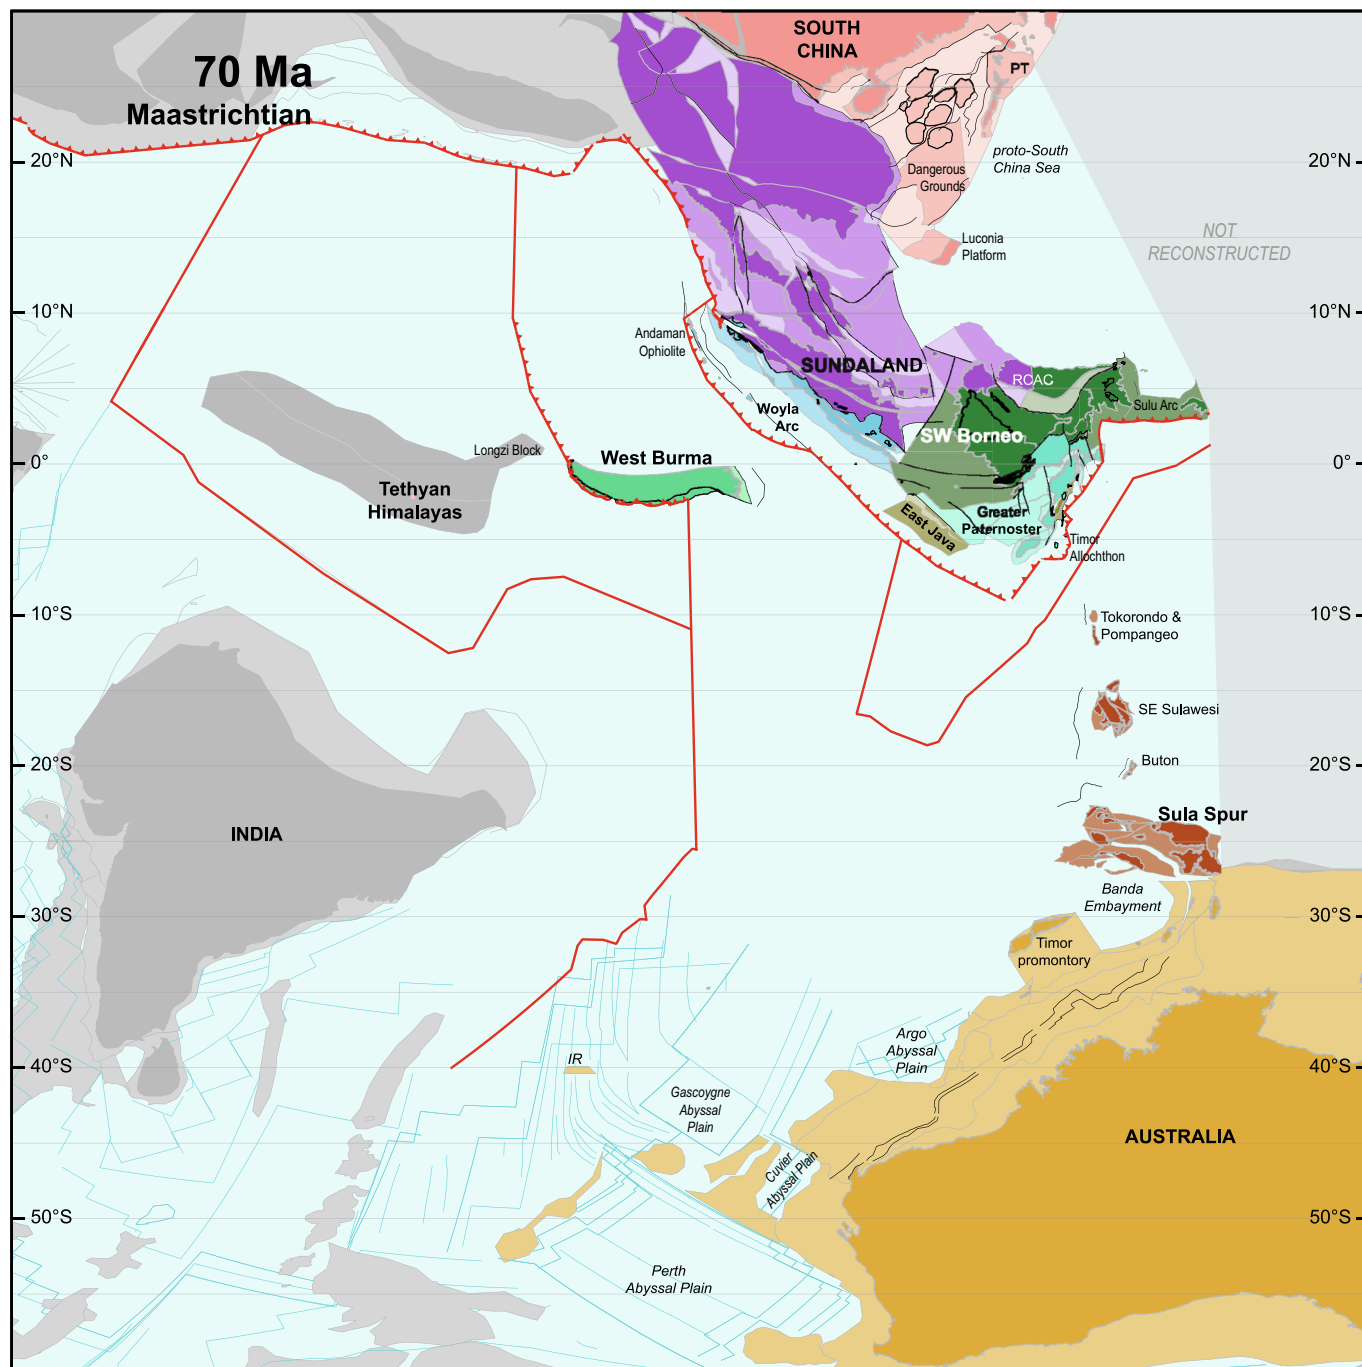 SOUTH
CHINA
70 Ma
Maastrichtian
PT
proto-South
China Sea
20°N
20°N
Dangerous
Grounds
NOT
RECONSTRUCTED
Luconia
Platform
10°N
10°N
Andaman
Ophiolite
SUNDALAND
RCAC
Sulu Arc
Woyla
Arc
SW Borneo
Longzi Block
West Burma
0°
0°
Tethyan
Himalayas
East Java
Greater
Paternoster
Timor
Allochthon
10°S
10°S
Tokorondo &
Pompangeo
SE Sulawesi
20°S
20°S
Buton
Sula Spur
INDIA
Banda
Embayment
30°S
30°S
Timor
promontory
Argo
Abyssal
Plain
IR
40°S
40°S
Gascoygne
Abyssal
Plain
AUSTRALIA
Cuvier
Abyssal Plain
50°S
50°S
Perth
Abyssal Plain